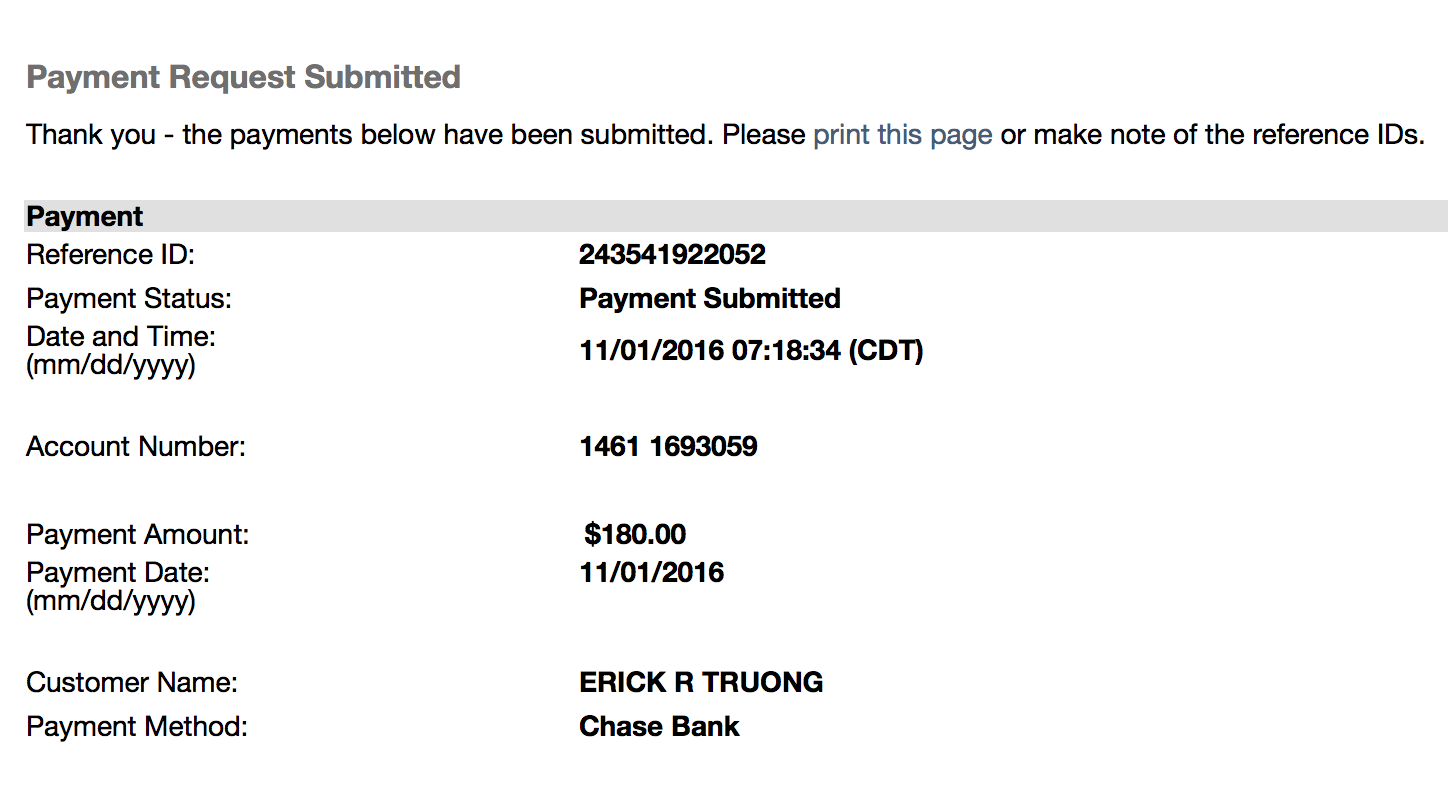 Payment Request Submitted
Thank you - the payments below have been submitted. Please print this page or make note of the reference IDs.
Payment
Reference ID: 243541922052
Payment Status: Payment Submitted
Date and Time:
(mm/dd/yyyy) 11/01/2016 07:18:34 (CDT)
Account Number: 1461 1693059
Payment Amount: $180.00
Payment Date: 11/01/2016
(mm/dd/yyyy)
Customer Name: ERICK R TRUONG
Payment Method: Chase Bank